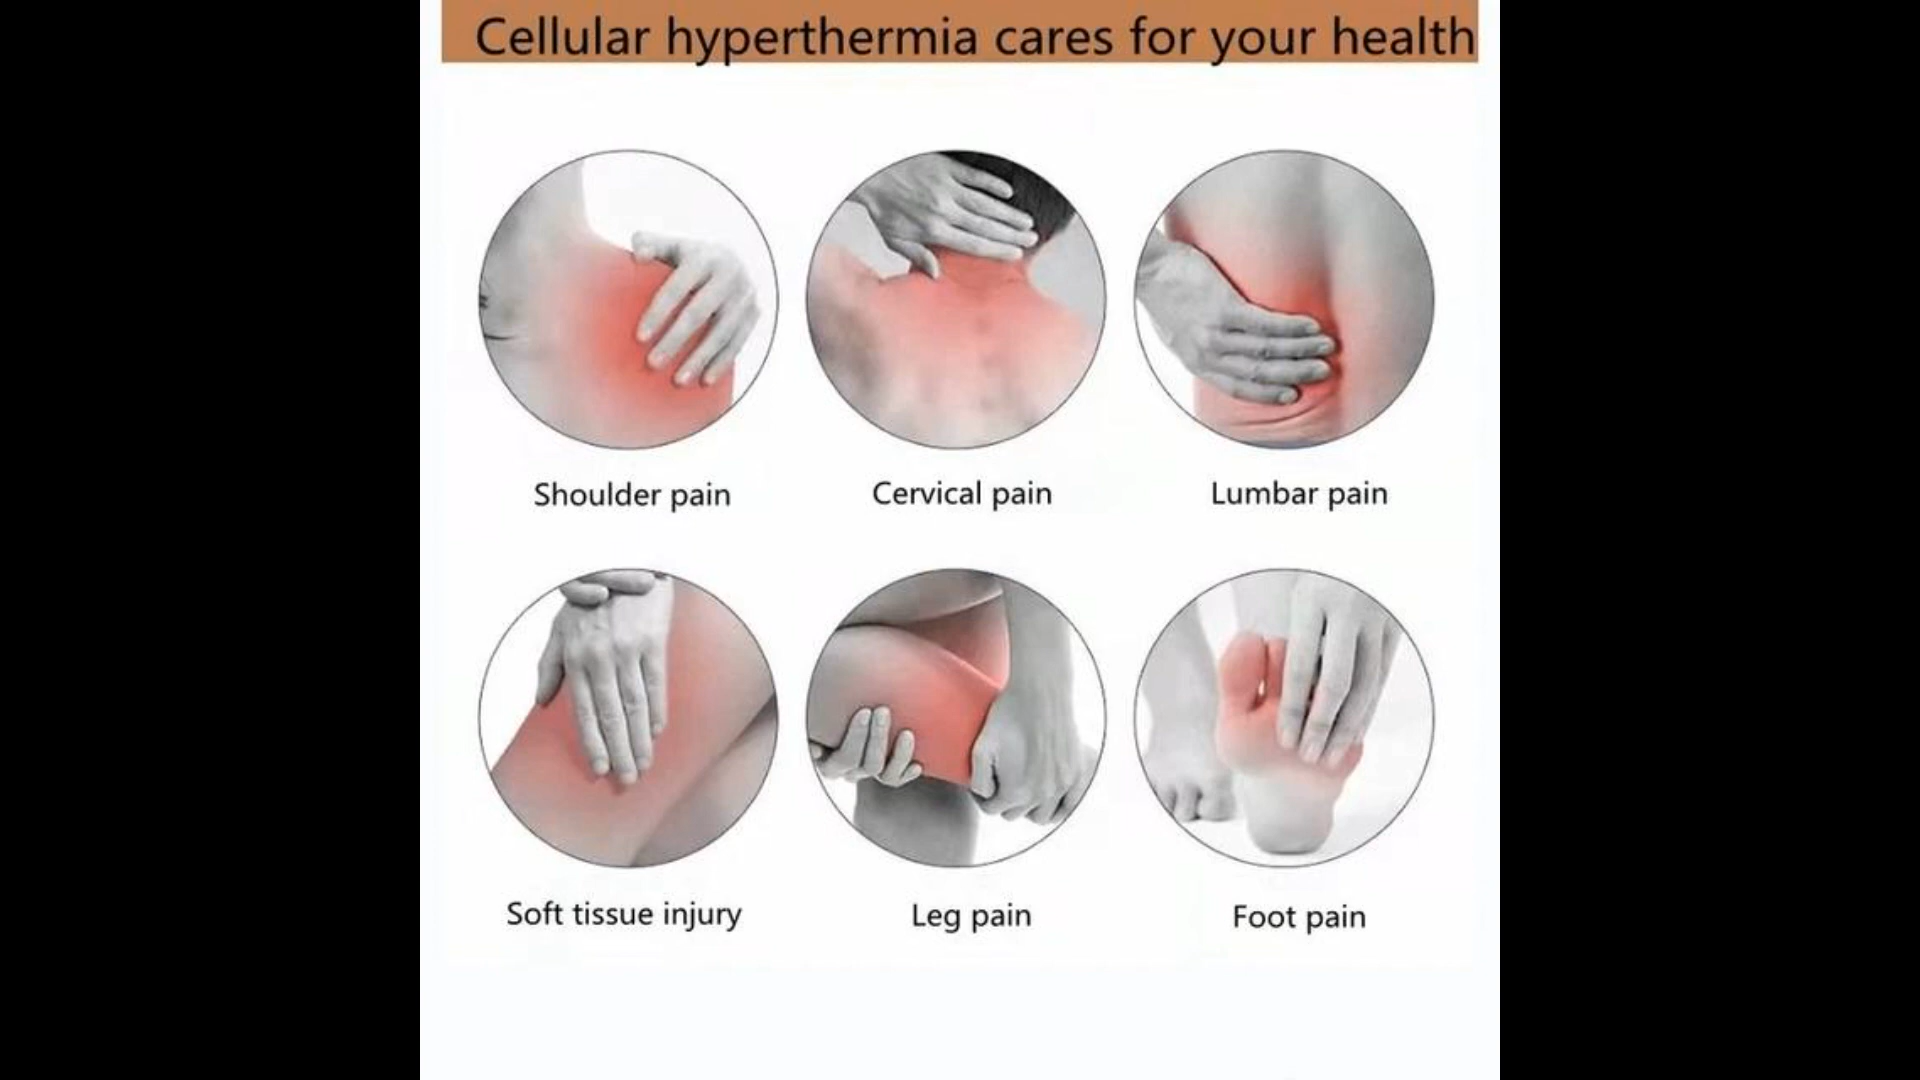 Cellular hyperthermia cares for your health
Shoulder pain
Cervical pain
Lumbar pain
Soft tissue injury
Leg pain
Foot pain